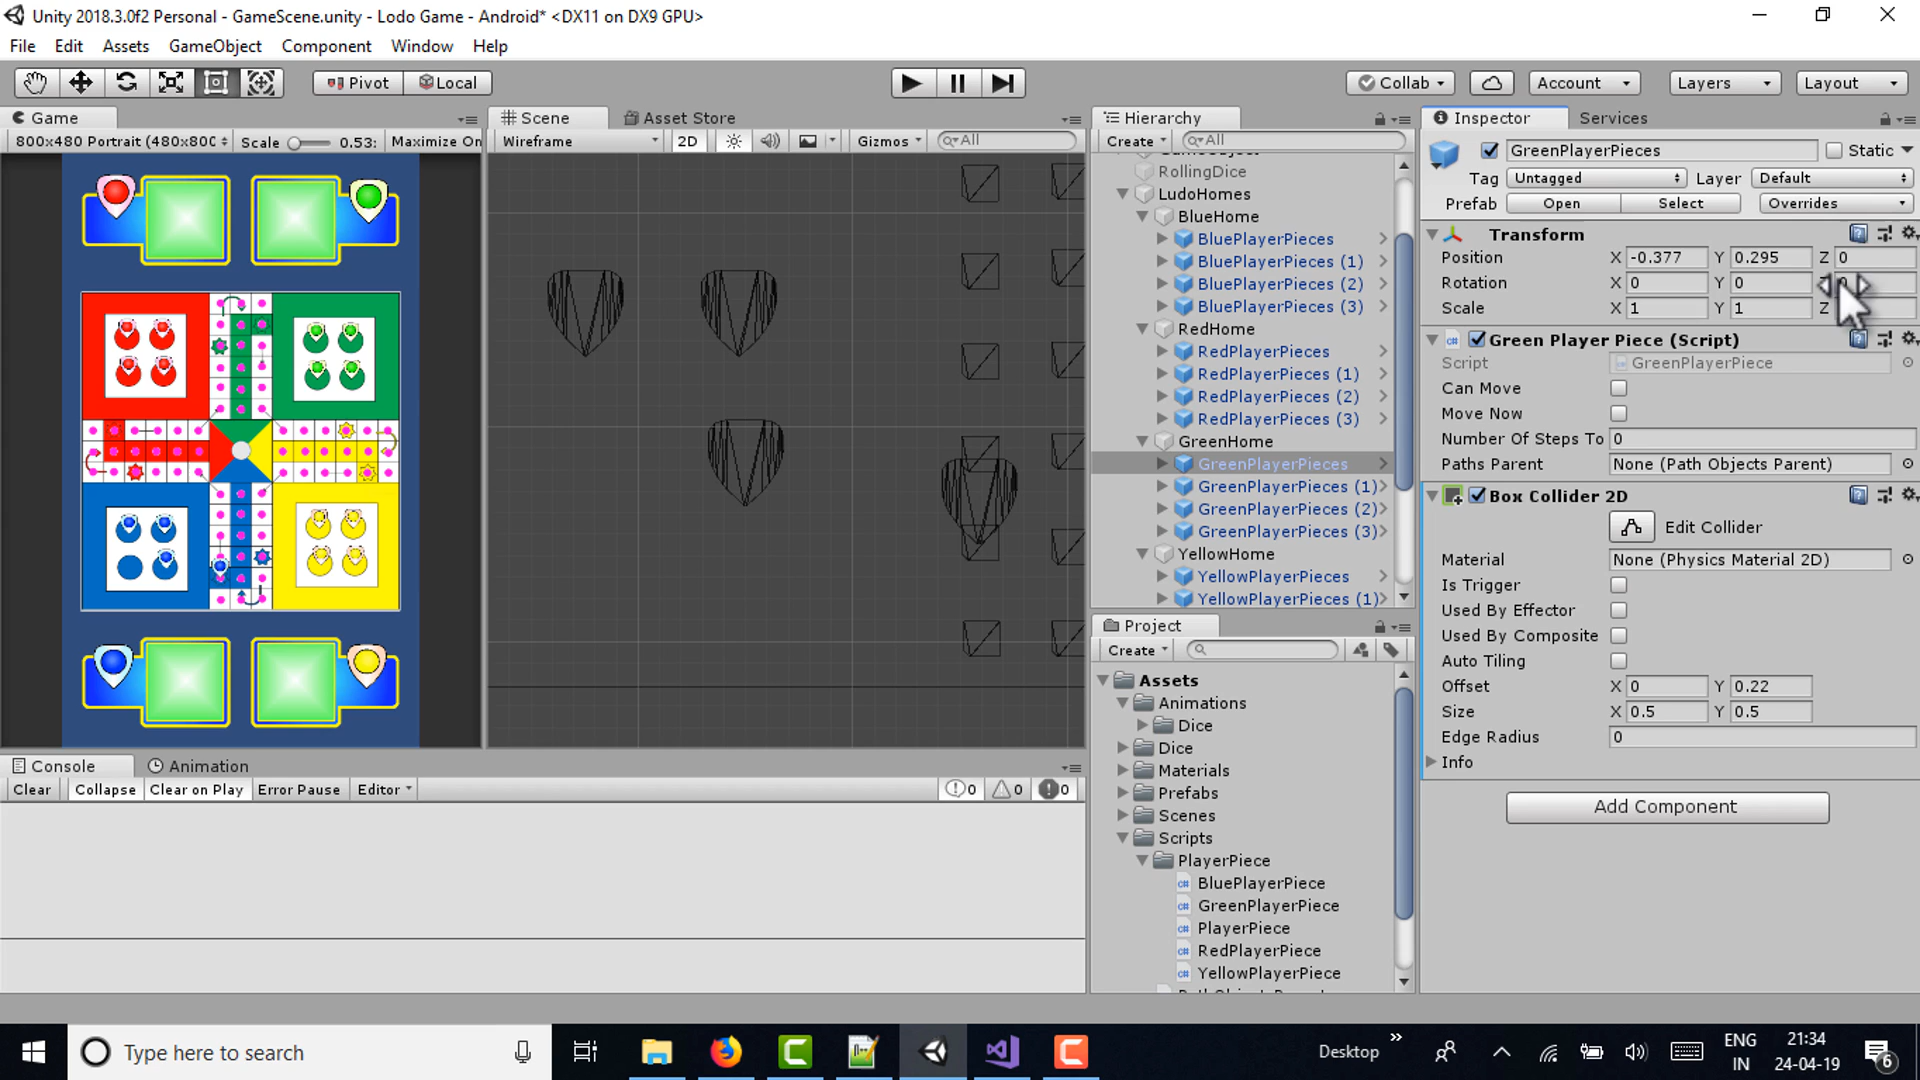 Unity 2018.3.0f2 Personal - GameScene.unity - Lodo Game - Android* <DX11 on DX9 GPU>
File Edit Assets GameObject Component Window Help
Pivot Local Collab Account Layers Layout
Game
800x480 Portrait (480x80( Scale 0.53: Maximize On
Scene Asset Store
Wireframe 2D Gizmos All
Hierarchy
Create All
RollingDice
LudoHomes
BlueHome
BluePlayerPieces
BluePlayerPieces (1)
BluePlayerPieces (2)
BluePlayerPieces (3)
RedHome
RedPlayerPieces
RedPlayerPieces (1)
RedPlayerPieces (2)
RedPlayerPieces (3)
GreenHome
GreenPlayerPieces
GreenPlayerPieces (1)
GreenPlayerPieces (2)
GreenPlayerPieces (3)
YellowHome
YellowPlayerPieces
YellowPlayerPieces (1)
Project
Create
Assets
Animations
Dice
Dice
Materials
Prefabs
Scenes
Scripts
PlayerPiece
BluePlayerPiece
GreenPlayerPiece
PlayerPiece
RedPlayerPiece
YellowPlayerPiece
Inspector Services
GreenPlayerPieces Static
Tag Untagged Layer Default
Prefab Open Select Overrides
Transform
Position X -0.377 Y 0.295 Z 0
Rotation X 0 Y 0
Scale X 1 Y 1 Z
Green Player Piece (Script)
Script GreenPlayerPiece
Can Move
Move Now
Number Of Steps To 0
Paths Parent None (Path Objects Parent)
Box Collider 2D
Edit Collider
Material None (Physics Material 2D)
Is Trigger
Used By Effector
Used By Composite
Auto Tiling
Offset X 0 Y 0.22
Size X 0.5 Y 0.5
Edge Radius 0
Info
Add Component
Console Animation
Clear Collapse Clear on Play Error Pause Editor 0 0 0
Type here to search
Desktop
ENG
IN
21:34
24-04-19
6